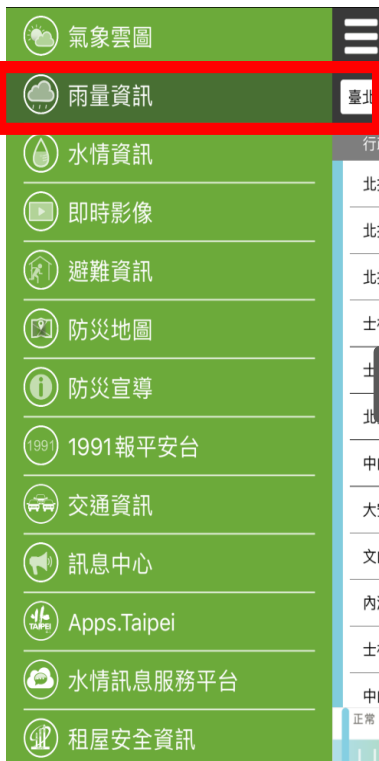 氣象雲圖
雨量資訊
臺北
水情資訊
行政
即時影像
北
避難資訊
北
防災地圖
士
防災宣導
北
1991
1991報平安台
中
交通資訊
大
文
訊息中心
內
TAIPEI
Apps.Taipei
士
水情訊息服務平台
中
正常
租屋安全資訊